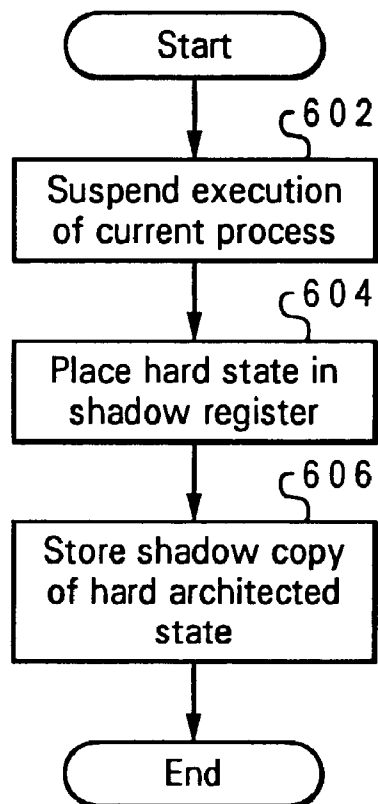 Start
602
Suspend execution
of current process
604
Place hard state in
shadow register
606
Store shadow copy
of hard architected
state
End